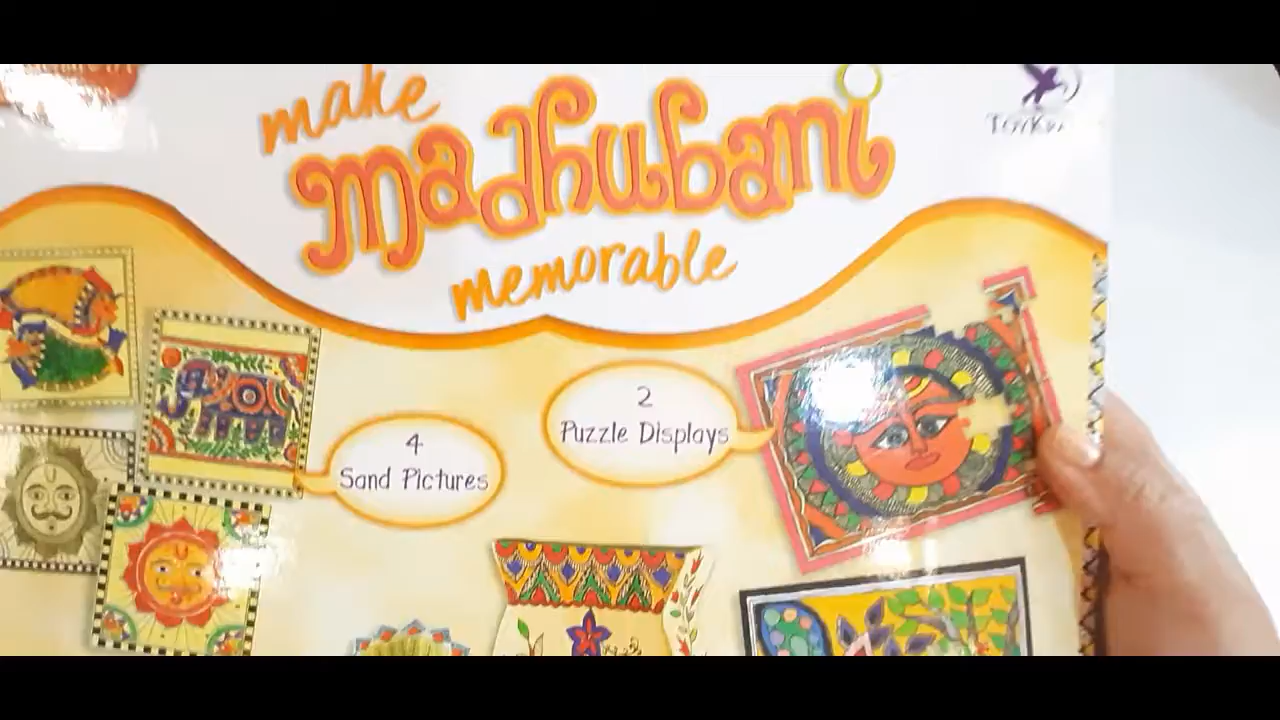 make
madhubani
memorable
2
Puzzle Displays
4
Sand Pictures